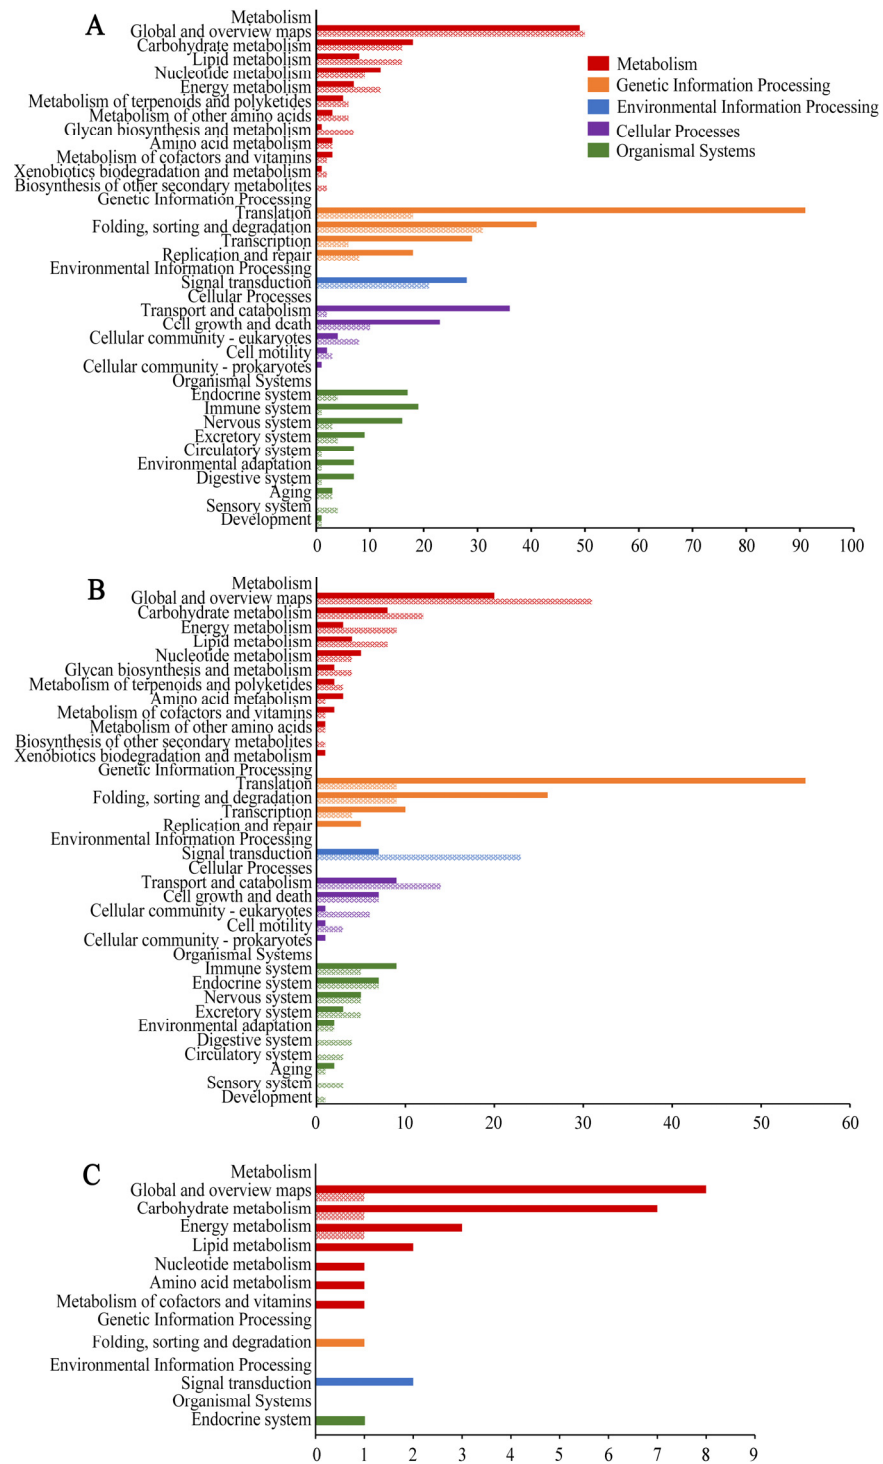 A
Metabolism
Global and overview maps
Carbohydrate metabolism
Lipid metabolism
Nucleotide metabolism
Energy metabolism
Metabolism of terpenoids and polyketides
Metabolism of other amino acids
Glycan biosynthesis and metabolism
Amino acid metabolism
Metabolism of cofactors and vitamins
Xenobiotics biodegradation and metabolism
Biosynthesis of other secondary metabolites
Genetic Information Processing
Translation
Folding, sorting and degradation
Transcription
Replication and repair
Environmental Information Processing
Signal transduction
Cellular Processes
Transport and catabolism
Cell growth and death
Cellular community - eukaryotes
Cell motility
Cellular community - prokaryotes
Organismal Systems
Endocrine system
Immune system
Nervous system
Excretory system
Circulatory system
Environmental adaptation
Digestive system
Aging
Sensory system
Development
0 10 20 30 40 50 60 70 80 90 100
Metabolism
Genetic Information Processing
Environmental Information Processing
Cellular Processes
Organismal Systems
B
Metabolism
Global and overview maps
Carbohydrate metabolism
Energy metabolism
Lipid metabolism
Nucleotide metabolism
Glycan biosynthesis and metabolism
Metabolism of terpenoids and polyketides
Amino acid metabolism
Metabolism of cofactors and vitamins
Metabolism of other amino acids
Biosynthesis of other secondary metabolites
Xenobiotics biodegradation and metabolism
Genetic Information Processing
Translation
Folding, sorting and degradation
Transcription
Replication and repair
Environmental Information Processing
Signal transduction
Cellular Processes
Transport and catabolism
Cell growth and death
Cellular community - eukaryotes
Cell motility
Cellular community - prokaryotes
Organismal Systems
Immune system
Endocrine system
Nervous system
Excretory system
Environmental adaptation
Digestive system
Circulatory system
Aging
Sensory system
Development
0 10 20 30 40 50 60
C
Metabolism
Global and overview maps
Carbohydrate metabolism
Energy metabolism
Lipid metabolism
Nucleotide metabolism
Amino acid metabolism
Metabolism of cofactors and vitamins
Genetic Information Processing
Folding, sorting and degradation
Environmental Information Processing
Signal transduction
Organismal Systems
Endocrine system
0 1 2 3 4 5 6 7 8 9